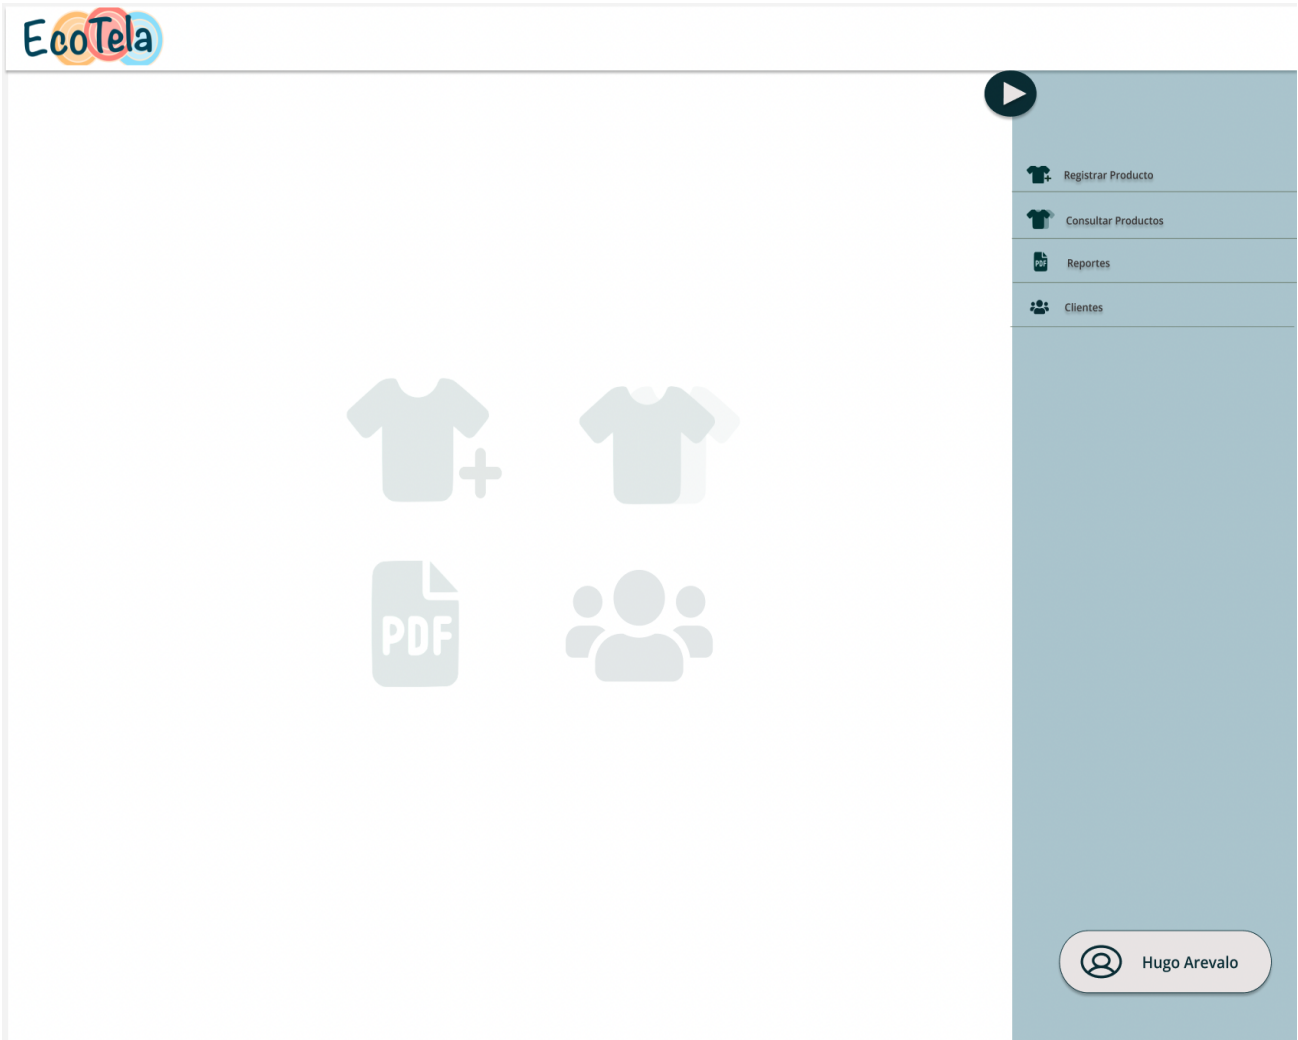 EcoTela
Registrar Producto
Consultar Productos
PDF
Reportes
Clientes
PDF
Hugo Arevalo